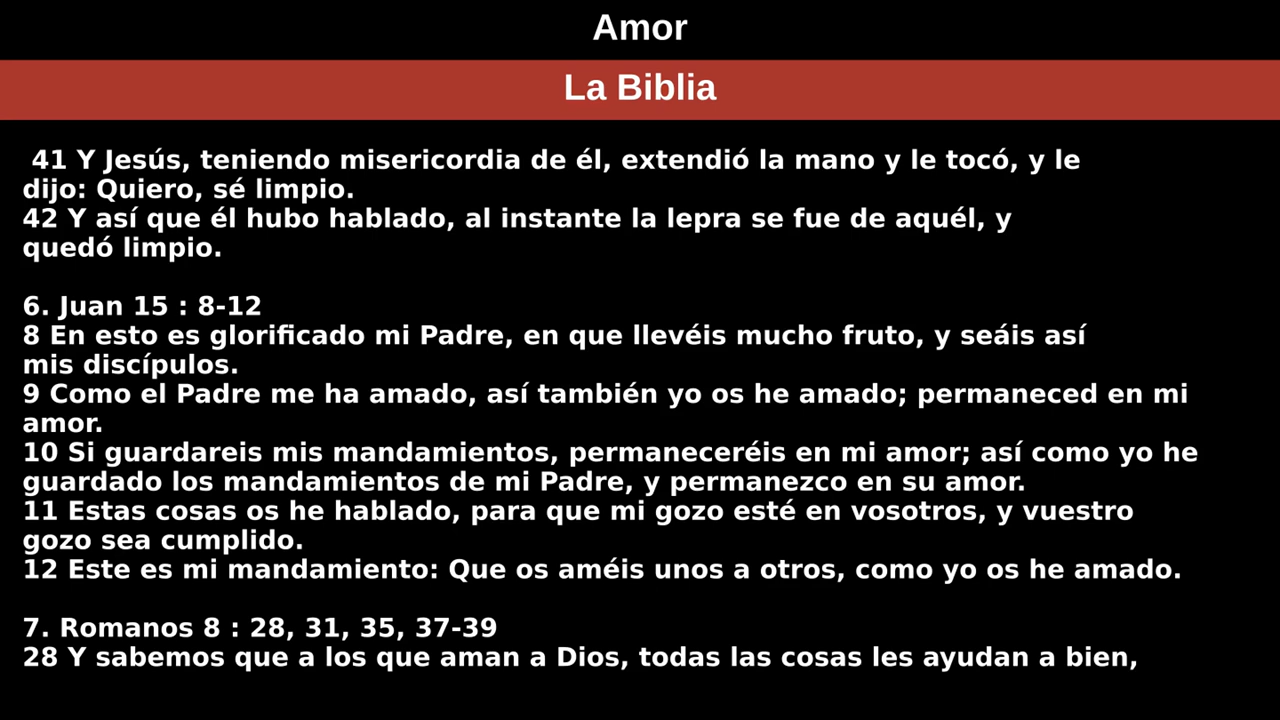 Amor
La Biblia
41 Y Jesús, teniendo misericordia de él, extendió la mano y le tocó, y le
dijo: Quiero, sé limpio.
42 Y así que él hubo hablado, al instante la lepra se fue de aquél, y
quedó limpio.
6. Juan 15 : 8-12
8 En esto es glorificado mi Padre, en que llevéis mucho fruto, y seáis así
mis discípulos.
9 Como el Padre me ha amado, así también yo os he amado; permaneced en mi
amor.
10 Si guardareis mis mandamientos, permaneceréis en mi amor; así como yo he
guardado los mandamientos de mi Padre, y permanezco en su amor.
11 Estas cosas os he hablado, para que mi gozo esté en vosotros, y vuestro
gozo sea cumplido.
12 Este es mi mandamiento: Que os améis unos a otros, como yo os he amado.
7. Romanos 8 : 28, 31, 35, 37-39
28 Y sabemos que a los que aman a Dios, todas las cosas les ayudan a bien,